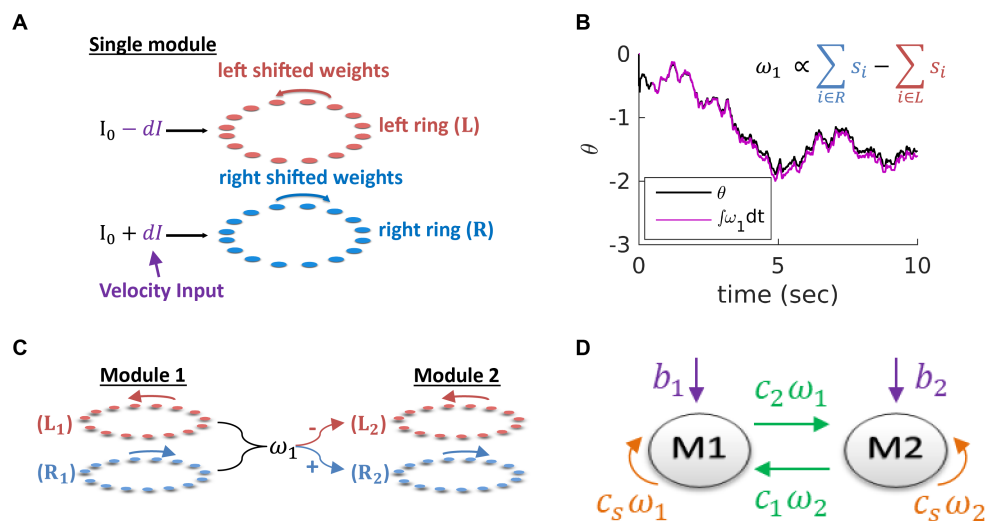 A
Single module
left shifted weights
I₀ − dI
left ring (L)
right shifted weights
I₀ + dI
right ring (R)
Velocity Input
B
ω₁ ∝ ∑ sᵢ − ∑ sᵢ
i∈R i∈L
0
-1
-2
-3
θ
θ
∫ω₁dt
0 5 10
time (sec)
C
Module 1
Module 2
(L₁)
(R₁)
ω₁
-
+
(L₂)
(R₂)
D
b₁
b₂
c₂ω₁
M1
M2
c₁ω₂
cₛω₁
cₛω₂